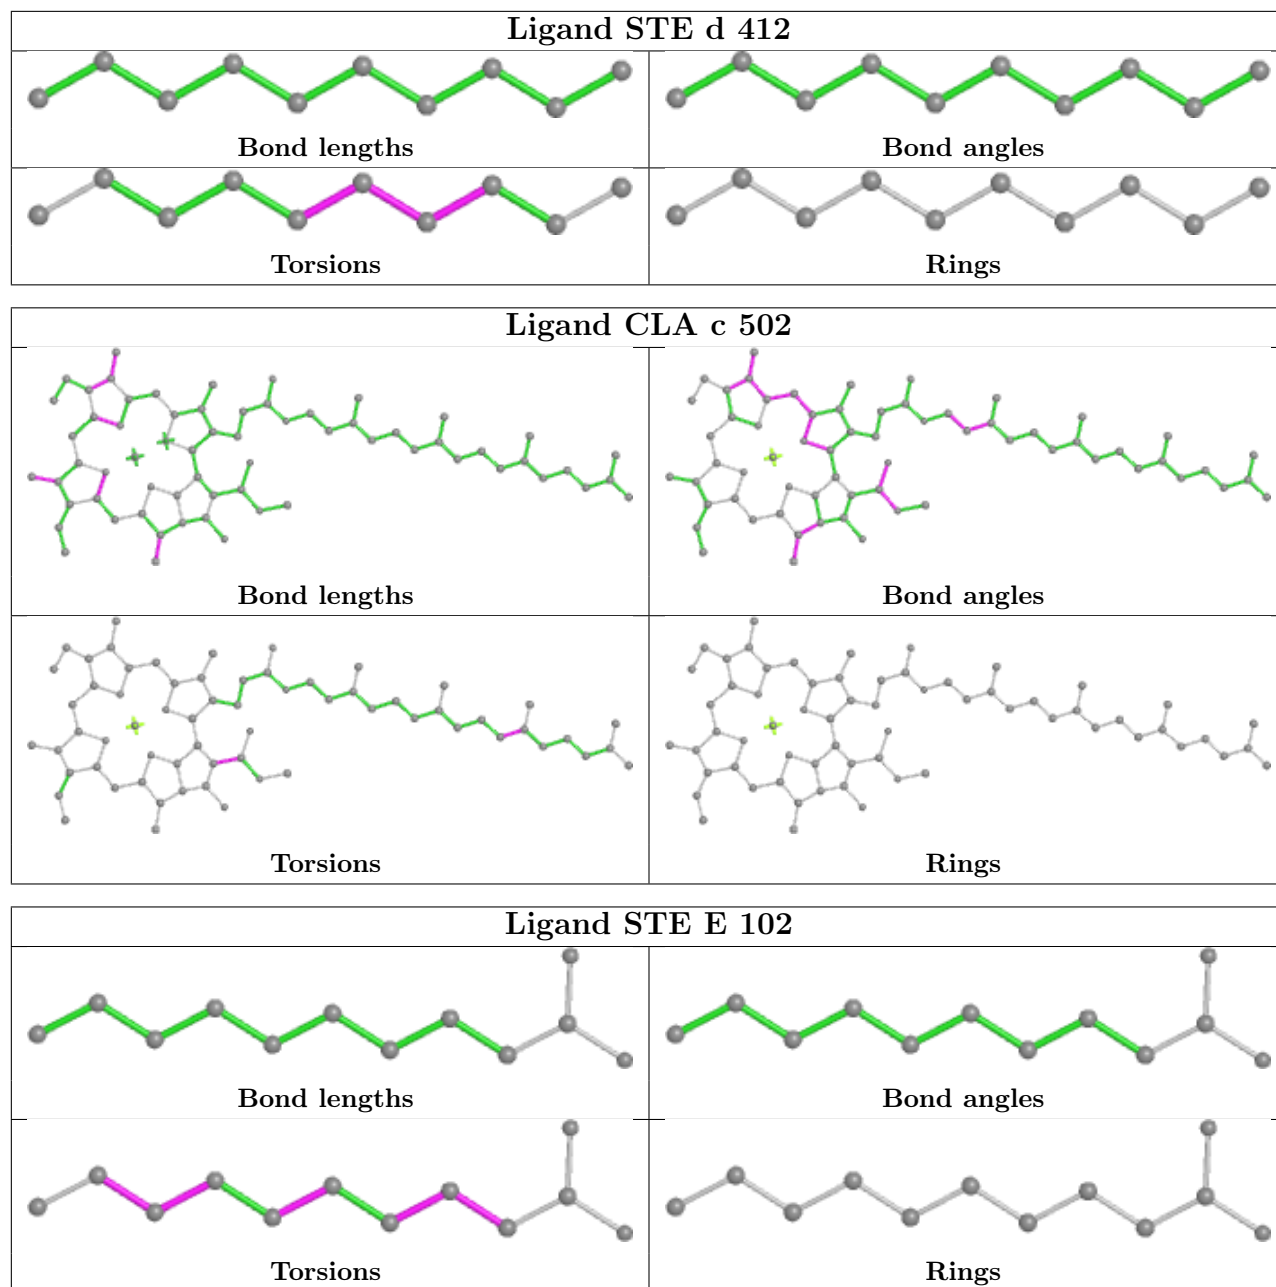 Ligand STE d 412
Bond lengths
Bond angles
Torsions
Rings
Ligand CLA c 502
Bond lengths
Bond angles
Torsions
Rings
Ligand STE E 102
Bond lengths
Bond angles
Torsions
Rings